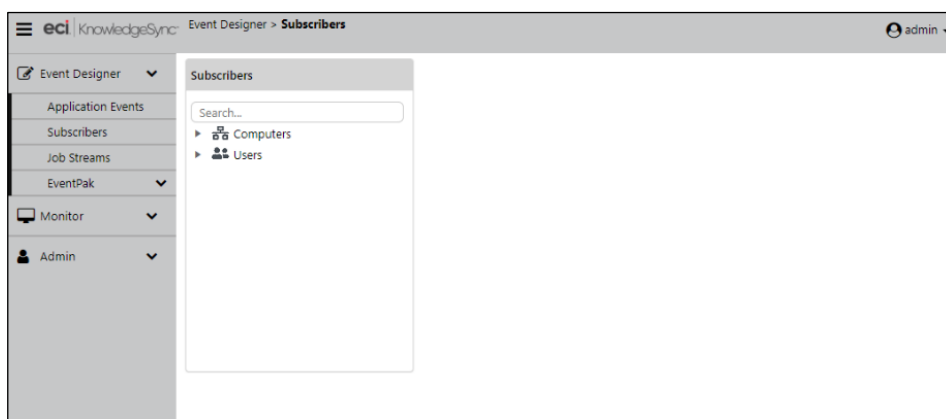 eci KnowledgeSync
Event Designer > Subscribers
admin
Event Designer
Application Events
Subscribers
Job Streams
EventPak
Monitor
Admin
Subscribers
Search...
Computers
Users